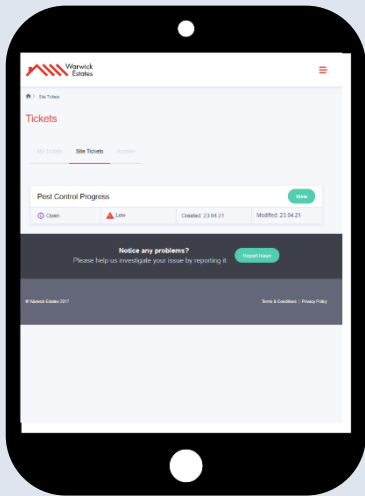 Warwick
Estates
Site Tickets
Tickets
My Tickets Site Tickets Archive
Pest Control Progress View
Open Low Created: 23.04.21 Modified: 23.04.21
Notice any problems?
Please help us investigate your issue by reporting it. Report Issue
© Warwick Estates 2017 Terms & Conditions | Privacy Policy